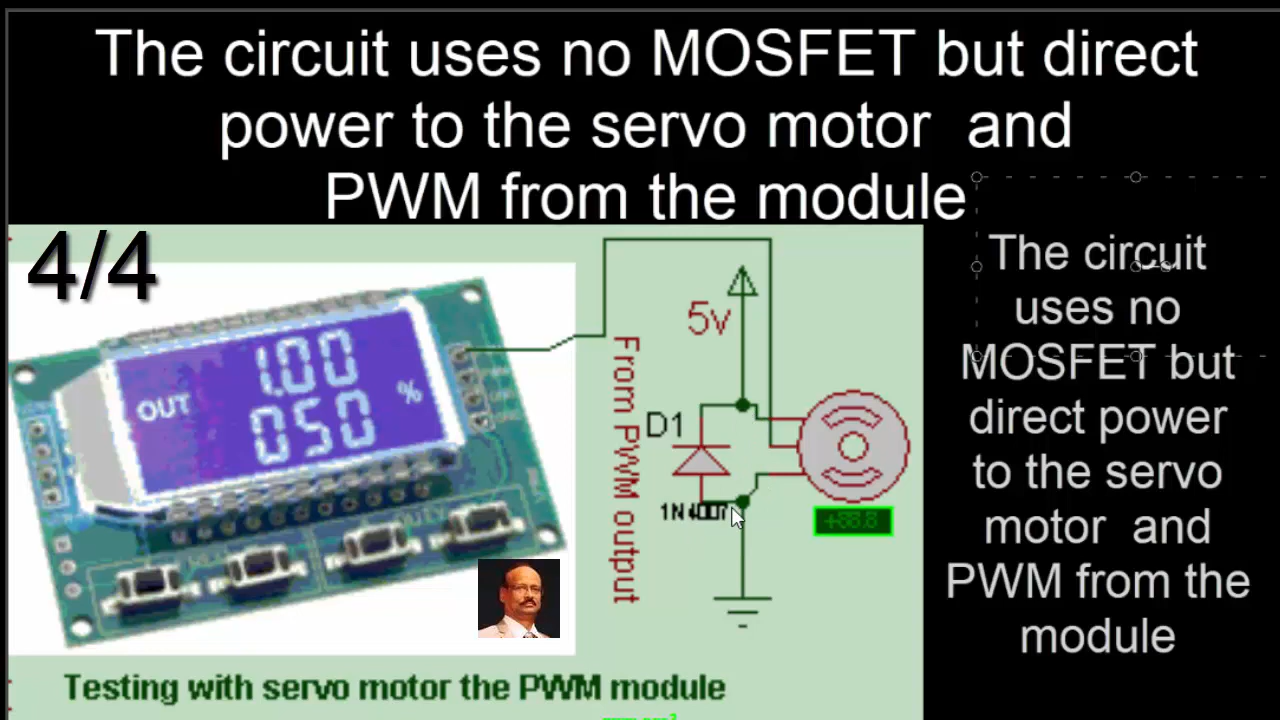 The circuit uses no MOSFET but direct
power to the servo motor and
PWM from the module
4/4
1.00
OUT
%
050
5v
From PWM output
D1
+88.8
The circuit
uses no
MOSFET but
direct power
to the servo
motor and
PWM from the
module
Testing with servo motor the PWM module